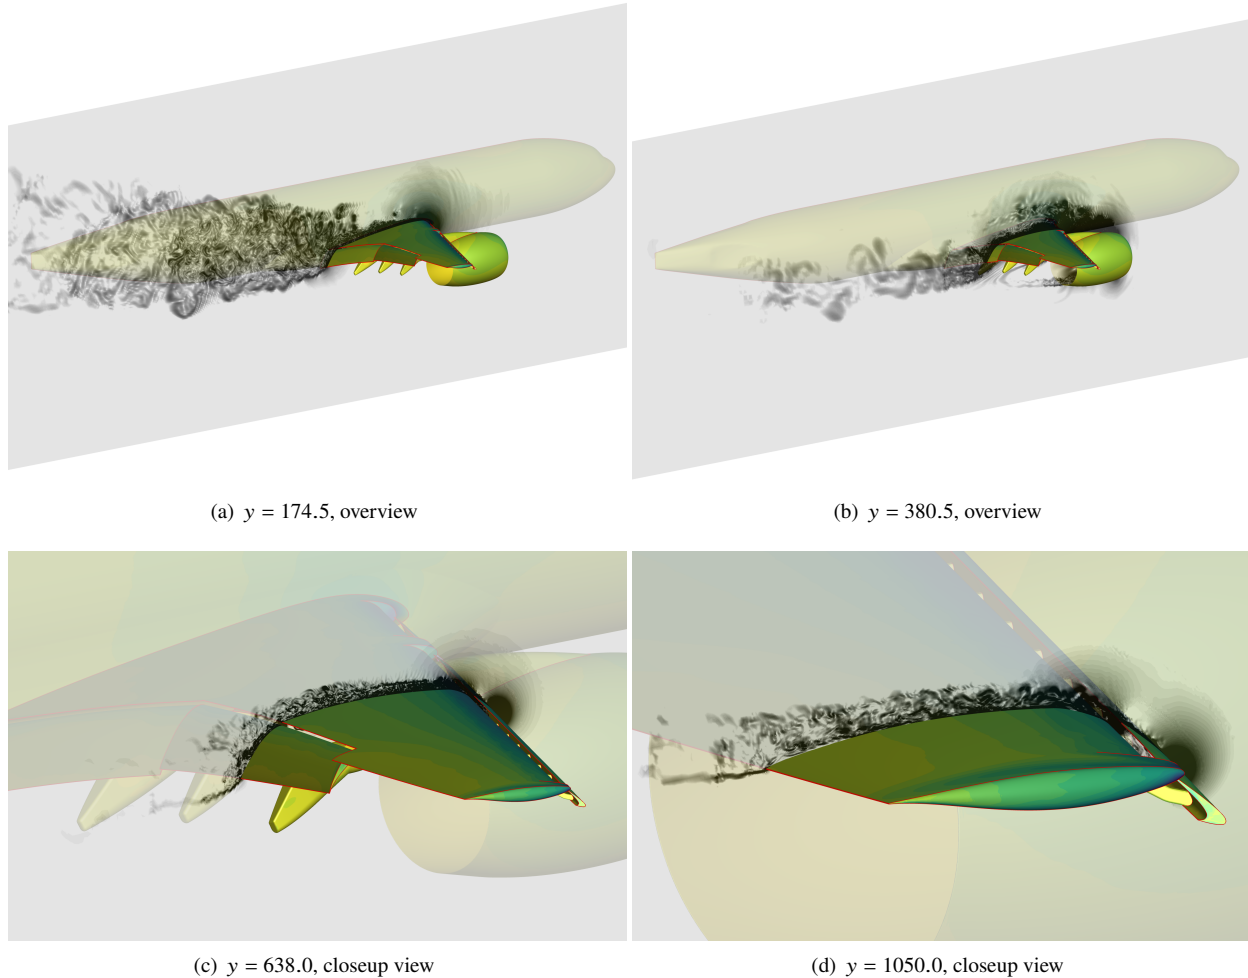 (a) y = 174.5, overview
(b) y = 380.5, overview
(c) y = 638.0, closeup view
(d) y = 1050.0, closeup view